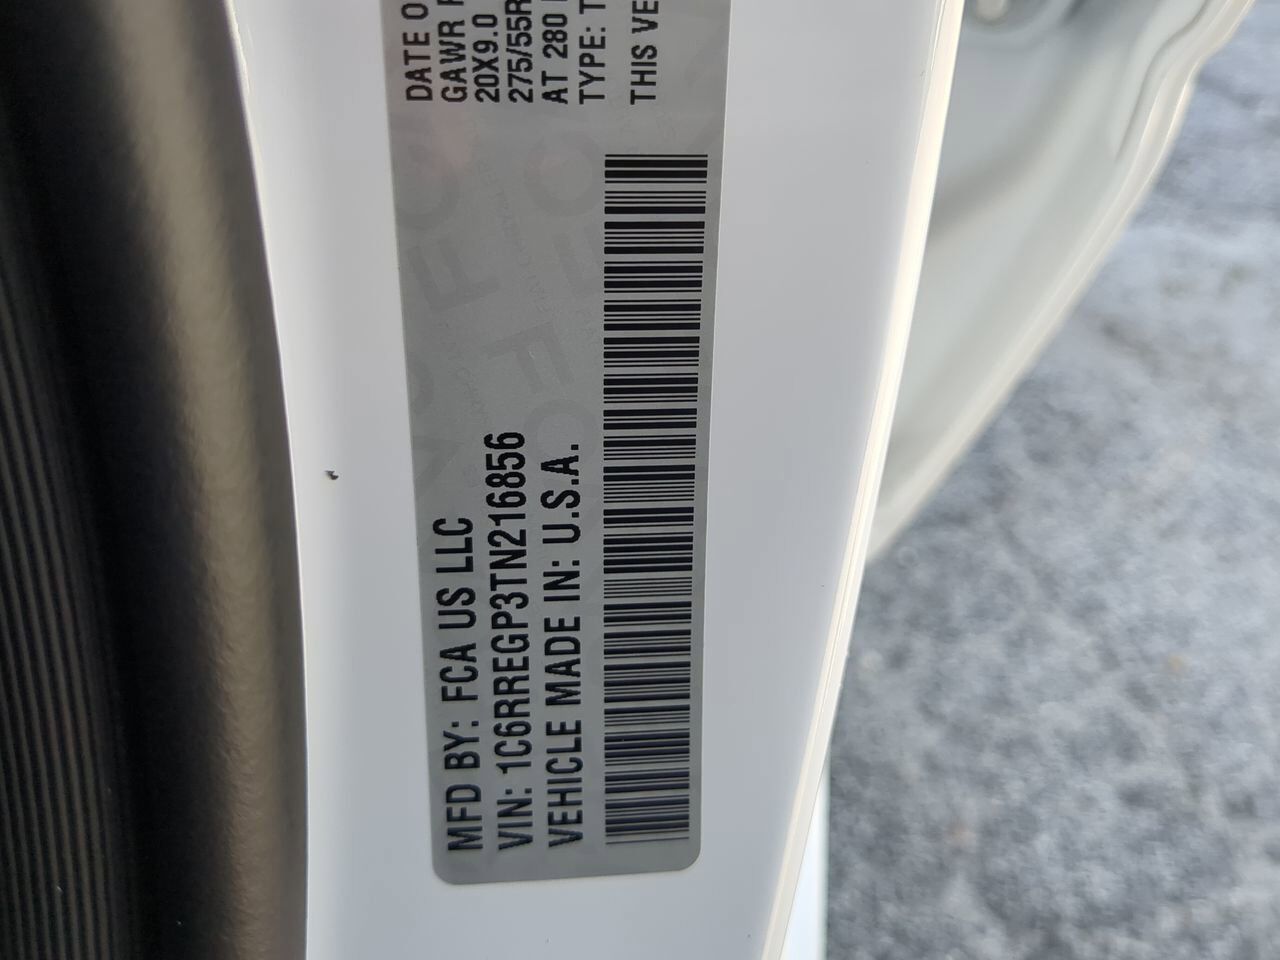 MFD BY: FCA US LLC
VIN: 1C6RREGP3TN216856
VEHICLE MADE IN: U.S.A.
DATE O
GAWR
20X9.0
275/55R
AT 280
TYPE: T
THIS VE